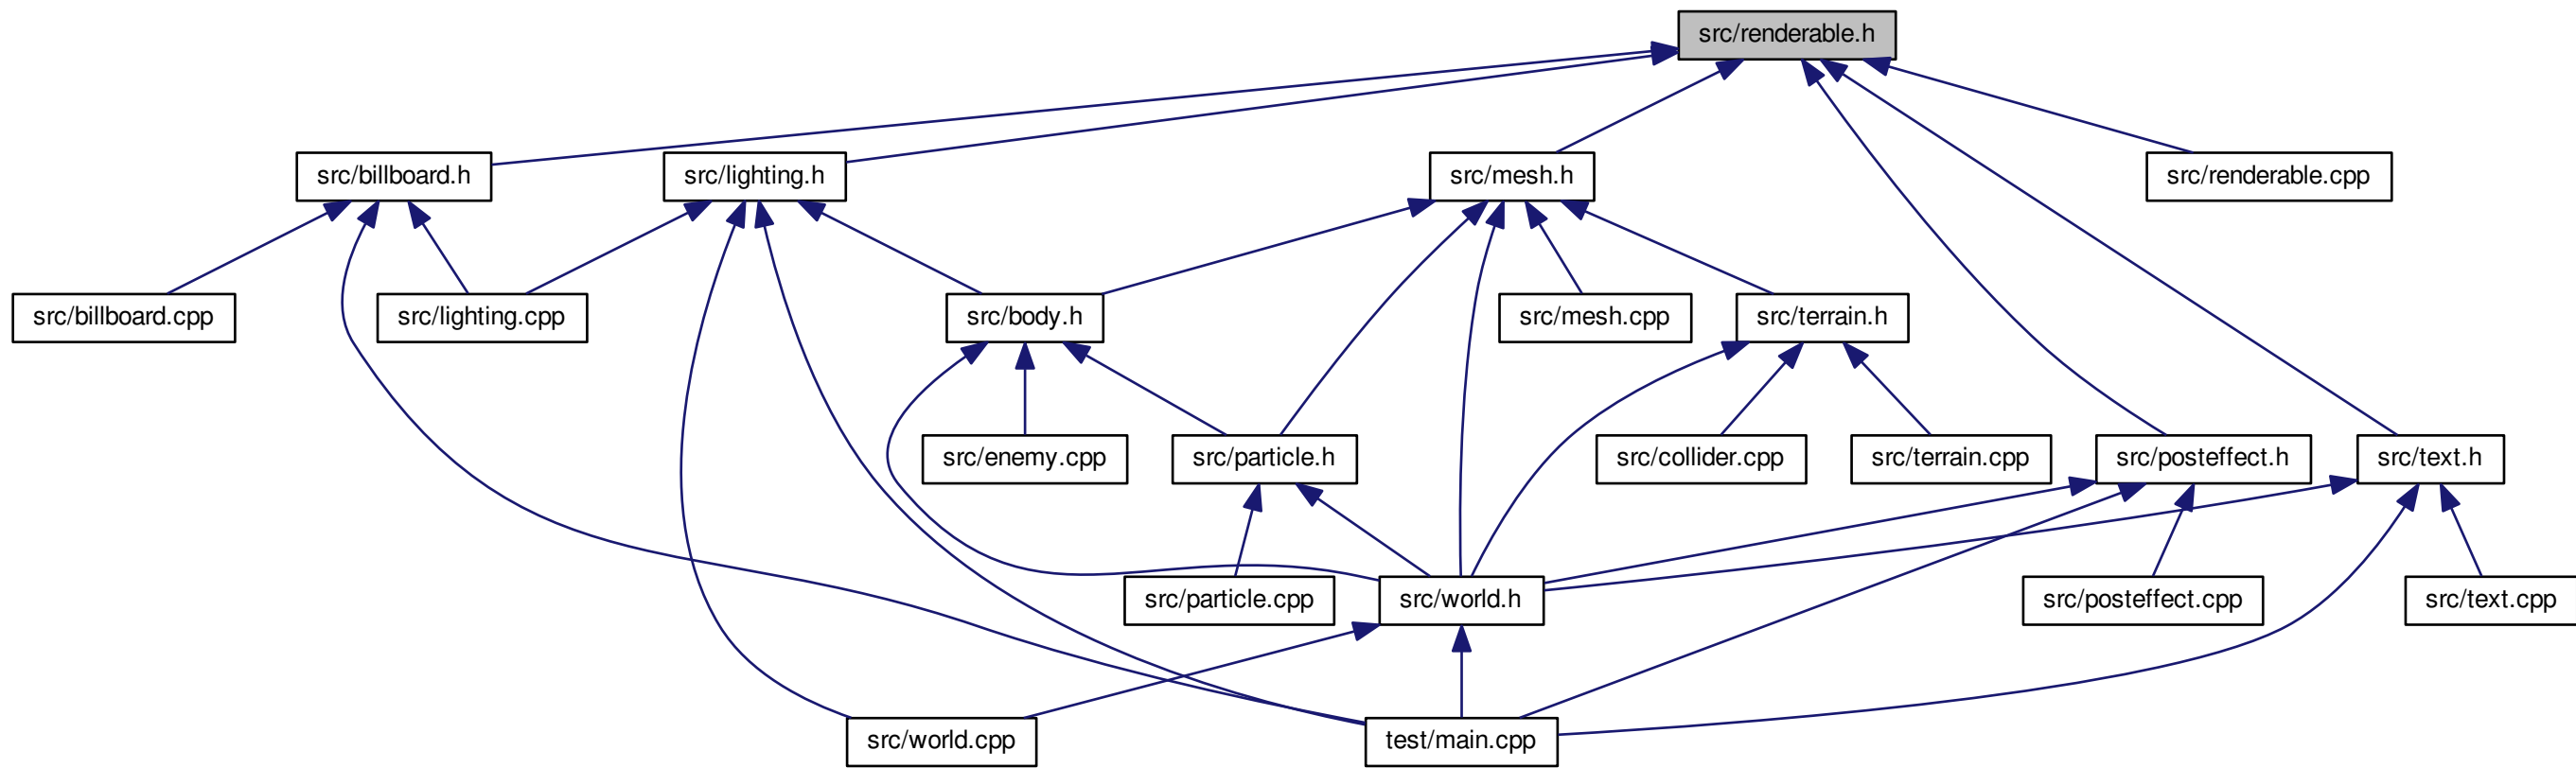 src/renderable.h
src/billboard.h
src/lighting.h
src/mesh.h
src/renderable.cpp
src/billboard.cpp
src/lighting.cpp
src/body.h
src/mesh.cpp
src/terrain.h
src/enemy.cpp
src/particle.h
src/collider.cpp
src/terrain.cpp
src/posteffect.h
src/text.h
src/particle.cpp
src/world.h
src/posteffect.cpp
src/text.cpp
src/world.cpp
test/main.cpp